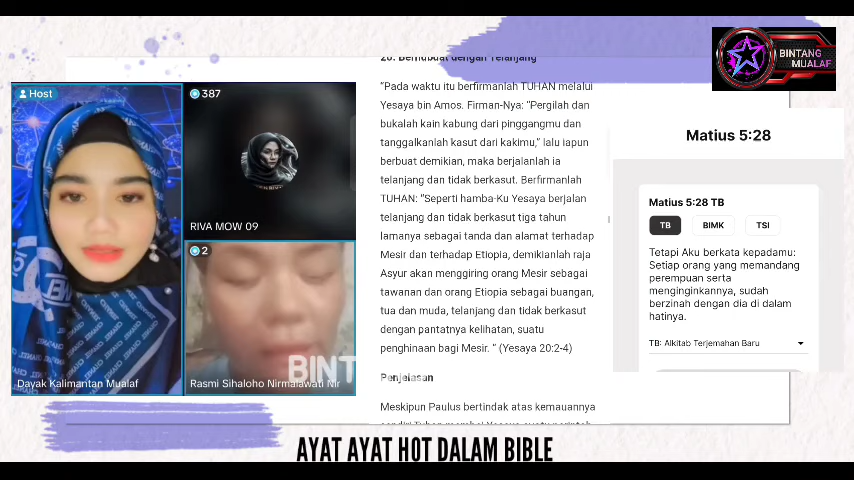 Host
387
RIVA MOW 09
2
Dayak Kalimantan Mualaf
Rasmi Sihaloho Nirmalawati Nir
BINT
20. Bernubuat dengan Telanjang
“Pada waktu itu berfirmanlah TUHAN melalui
Yesaya bin Amos. Firman-Nya: “Pergilah dan
bukalah kain kabung dari pinggangmu dan
tanggalkanlah kasut dari kakimu,” lalu iapun
berbuat demikian, maka berjalanlah ia
telanjang dan tidak berkasut. Berfirmanlah
TUHAN: “Seperti hamba-Ku Yesaya berjalan
telanjang dan tidak berkasut tiga tahun
lamanya sebagai tanda dan alamat terhadap
Mesir dan terhadap Etiopia, demikianlah raja
Asyur akan menggiring orang Mesir sebagai
tawanan dan orang Etiopia sebagai buangan,
tua dan muda, telanjang dan tidak berkasut
dengan pantatnya kelihatan, suatu
penghinaan bagi Mesir. “ (Yesaya 20:2-4)
Penjelasan
Meskipun Paulus bertindak atas kemauannya
BINTANG
MUALAF
Matius 5:28
Matius 5:28 TB
TB
BIMK
TSI
Tetapi Aku berkata kepadamu:
Setiap orang yang memandang
perempuan serta
menginginkannya, sudah
berzinah dengan dia di dalam
hatinya.
TB: Alkitab Terjemahan Baru
AYAT AYAT HOT DALAM BIBLE